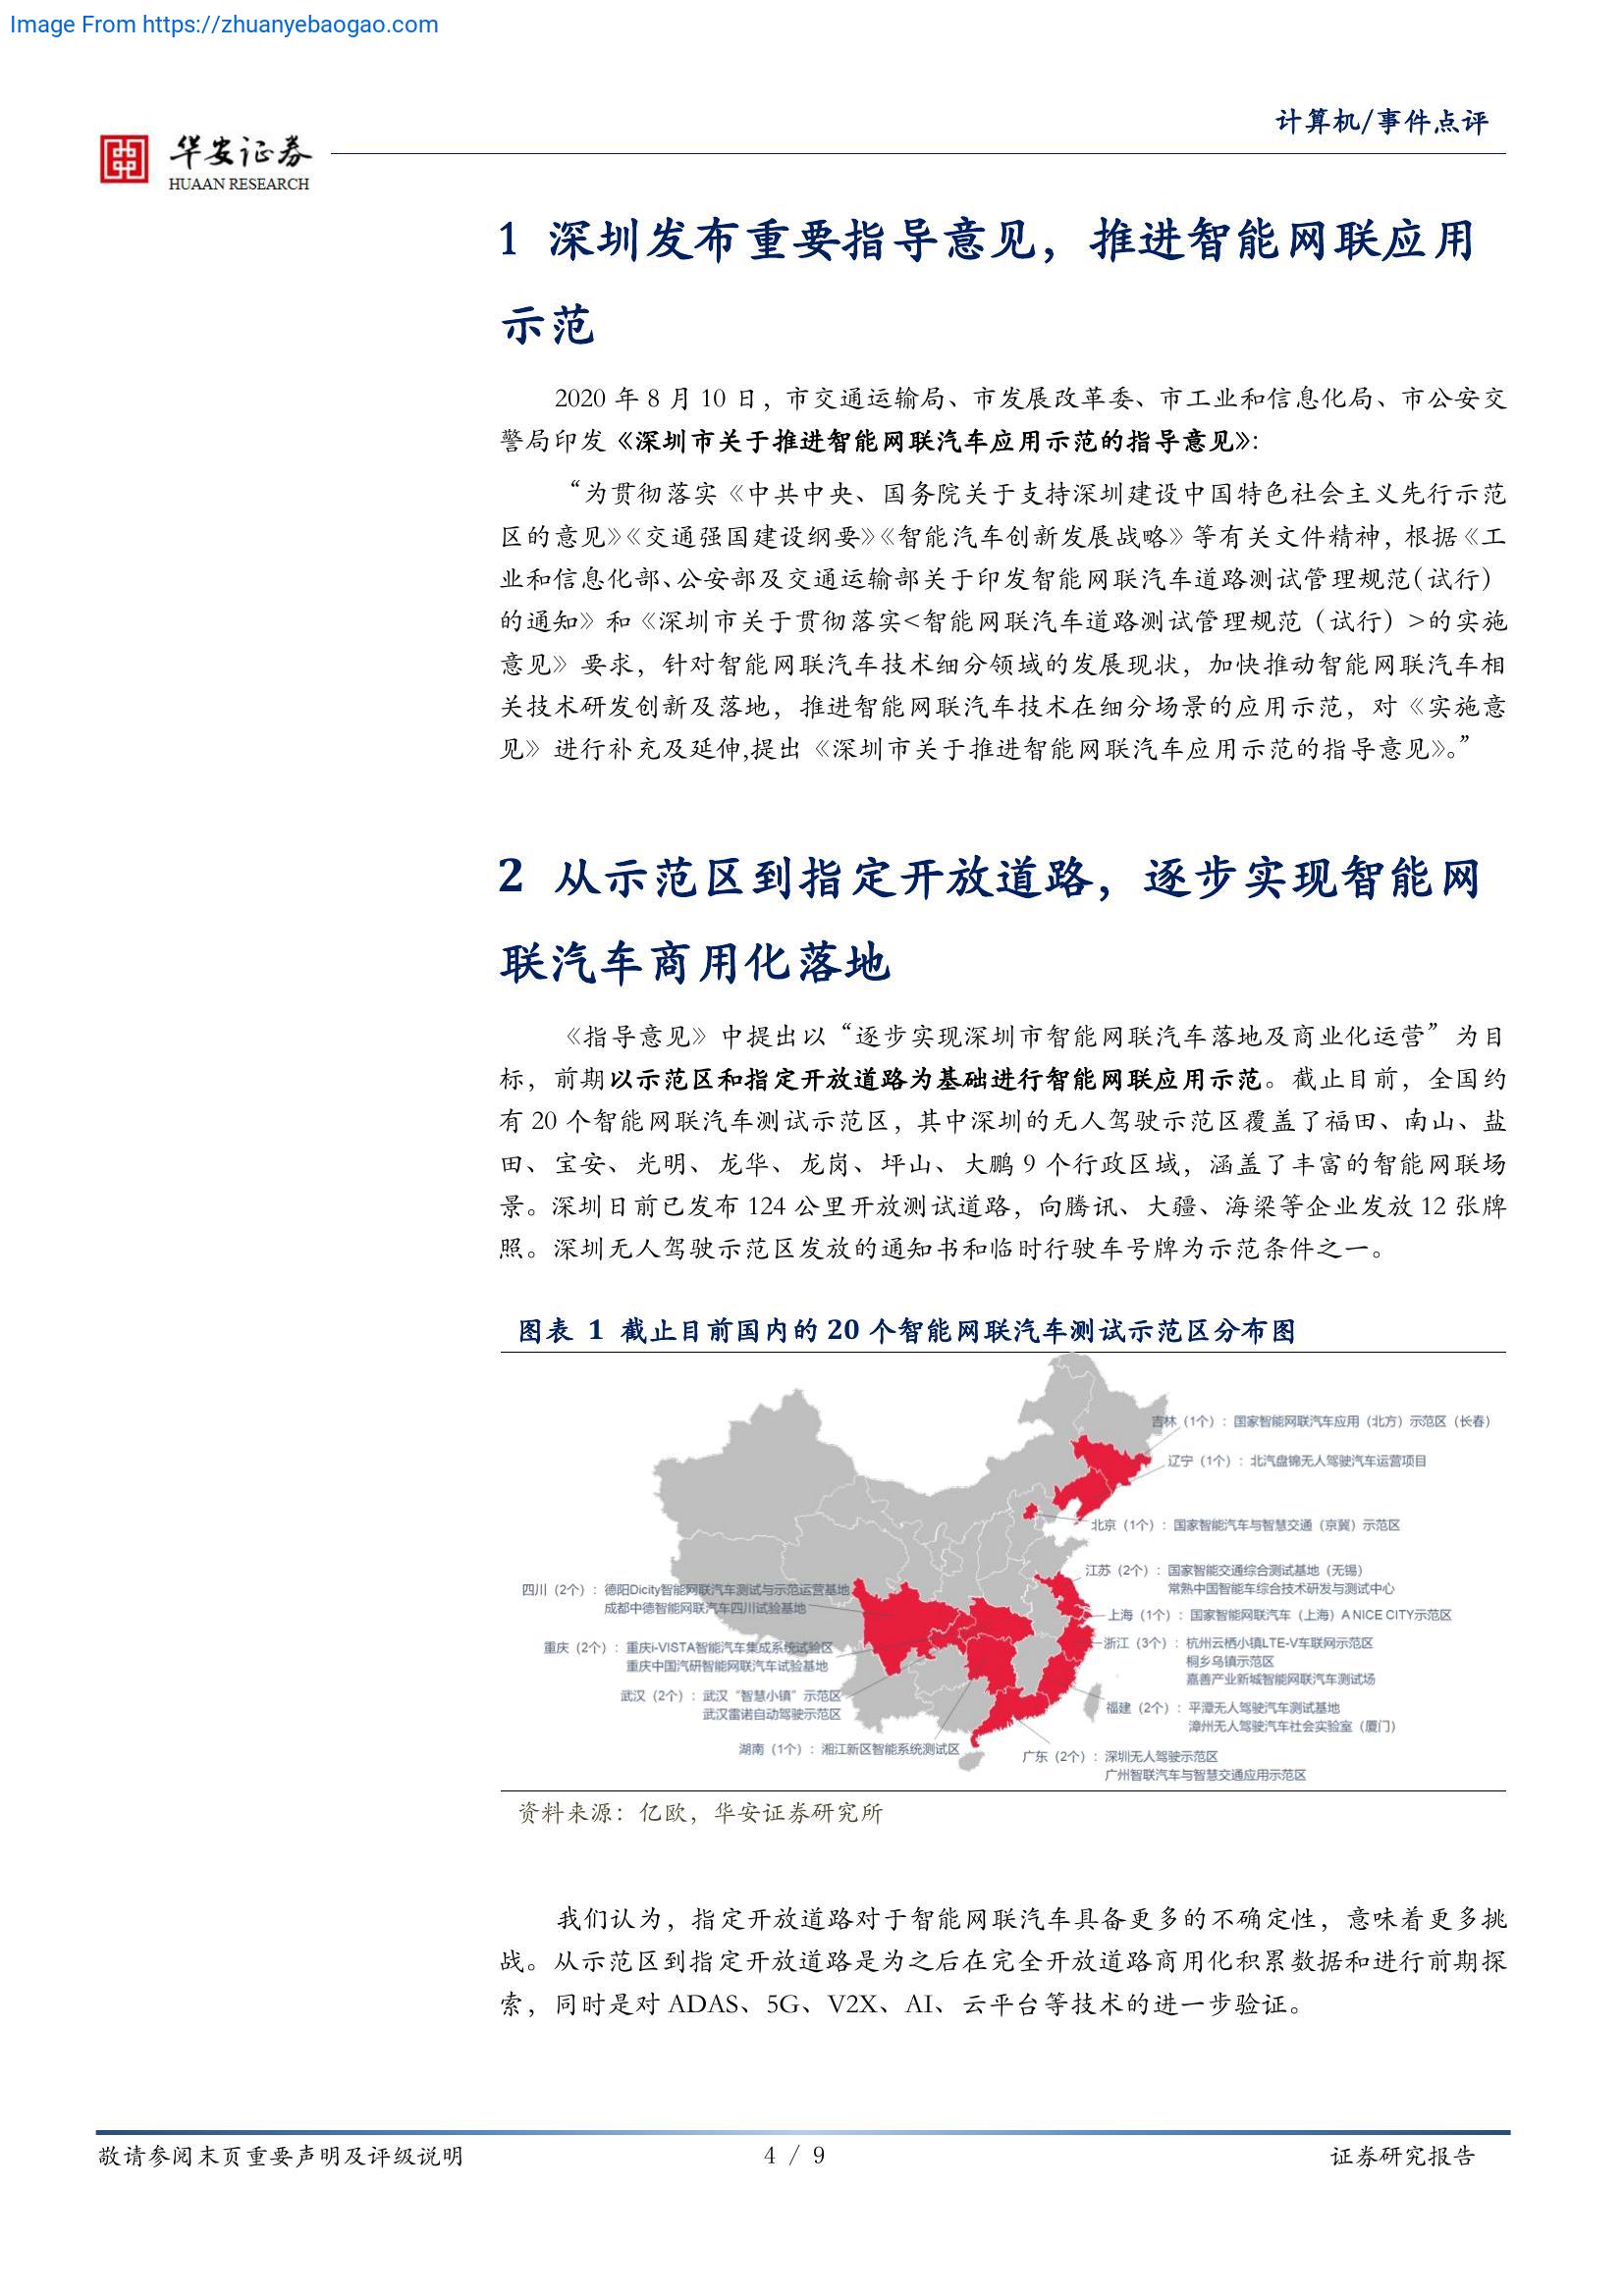 Image From https://zhuanyebaogao.com
计算机/事件点评
华安证券
HUAAN RESEARCH
1 深圳发布重要指导意见，推进智能网联应用
示范
2020 年 8 月 10 日，市交通运输局、市发展改革委、市工业和信息化局、市公安交
警局印发《深圳市关于推进智能网联汽车应用示范的指导意见》：
“为贯彻落实《中共中央、国务院关于支持深圳建设中国特色社会主义先行示范
区的意见》《交通强国建设纲要》《智能汽车创新发展战略》等有关文件精神，根据《工
业和信息化部、公安部及交通运输部关于印发智能网联汽车道路测试管理规范（试行）
的通知》和《深圳市关于贯彻落实<智能网联汽车道路测试管理规范（试行）>的实施
意见》要求，针对智能网联汽车技术细分领域的发展现状，加快推动智能网联汽车相
关技术研发创新及落地，推进智能网联汽车技术在细分场景的应用示范，对《实施意
见》进行补充及延伸,提出《深圳市关于推进智能网联汽车应用示范的指导意见》。”
2 从示范区到指定开放道路，逐步实现智能网
联汽车商用化落地
《指导意见》中提出以“逐步实现深圳市智能网联汽车落地及商业化运营”为目
标，前期以示范区和指定开放道路为基础进行智能网联应用示范。截止目前，全国约
有 20 个智能网联汽车测试示范区，其中深圳的无人驾驶示范区覆盖了福田、南山、盐
田、宝安、光明、龙华、龙岗、坪山、大鹏 9 个行政区域，涵盖了丰富的智能网联场
景。深圳日前已发布 124 公里开放测试道路，向腾讯、大疆、海梁等企业发放 12 张牌
照。深圳无人驾驶示范区发放的通知书和临时行驶车号牌为示范条件之一。
图表 1 截止目前国内的 20 个智能网联汽车测试示范区分布图
吉林（1个）：国家智能网联汽车应用（北方）示范区（长春）
辽宁（1个）：北汽盘锦无人驾驶汽车运营项目
北京（1个）：国家智能汽车与智慧交通（京冀）示范区
江苏（2个）：国家智能交通综合测试基地（无锡）
常熟中国智能车综合技术研发与测试中心
四川（2个）：德阳Dicity智能网联汽车测试与示范运营基地
成都中德智能网联汽车四川试验基地
上海（1个）：国家智能网联汽车（上海）A NICE CITY示范区
浙江（3个）：杭州云栖小镇LTE-V车联网示范区
桐乡乌镇示范区
嘉善产业新城智能网联汽车测试场
重庆（2个）：重庆i-VISTA智能汽车集成系统试验区
重庆中国汽研智能网联汽车试验基地
武汉（2个）：武汉“智慧小镇”示范区
武汉雷诺自动驾驶示范区
福建（2个）：平潭无人驾驶汽车测试基地
漳州无人驾驶汽车社会实验室（厦门）
湖南（1个）：湘江新区智能系统测试区
广东（2个）：深圳无人驾驶示范区
广州智联汽车与智慧交通应用示范区
资料来源：亿欧，华安证券研究所
我们认为，指定开放道路对于智能网联汽车具备更多的不确定性，意味着更多挑
战。从示范区到指定开放道路是为之后在完全开放道路商用化积累数据和进行前期探
索，同时是对 ADAS、5G、V2X、AI、云平台等技术的进一步验证。
敬请参阅末页重要声明及评级说明
4 / 9
证券研究报告